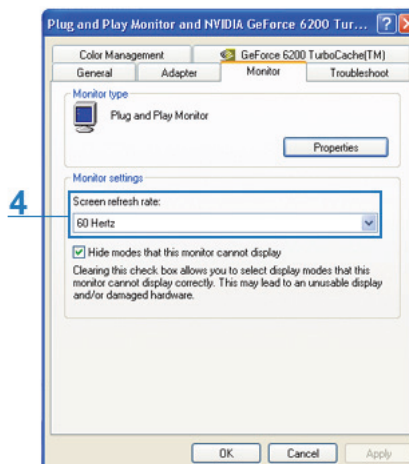 Plug and Play Monitor and NVIDIA GeForce 6200 Tur...
Color Management
GeForce 6200 TurboCache(TM)
General
Adapter
Monitor
Troubleshoot
Monitor type
Plug and Play Monitor
Properties
Monitor settings
4
Screen refresh rate:
60 Hertz
Hide modes that this monitor cannot display
Clearing this check box allows you to select display modes that this
monitor cannot display correctly. This may lead to an unusable display
and/or damaged hardware.
OK
Cancel
Apply